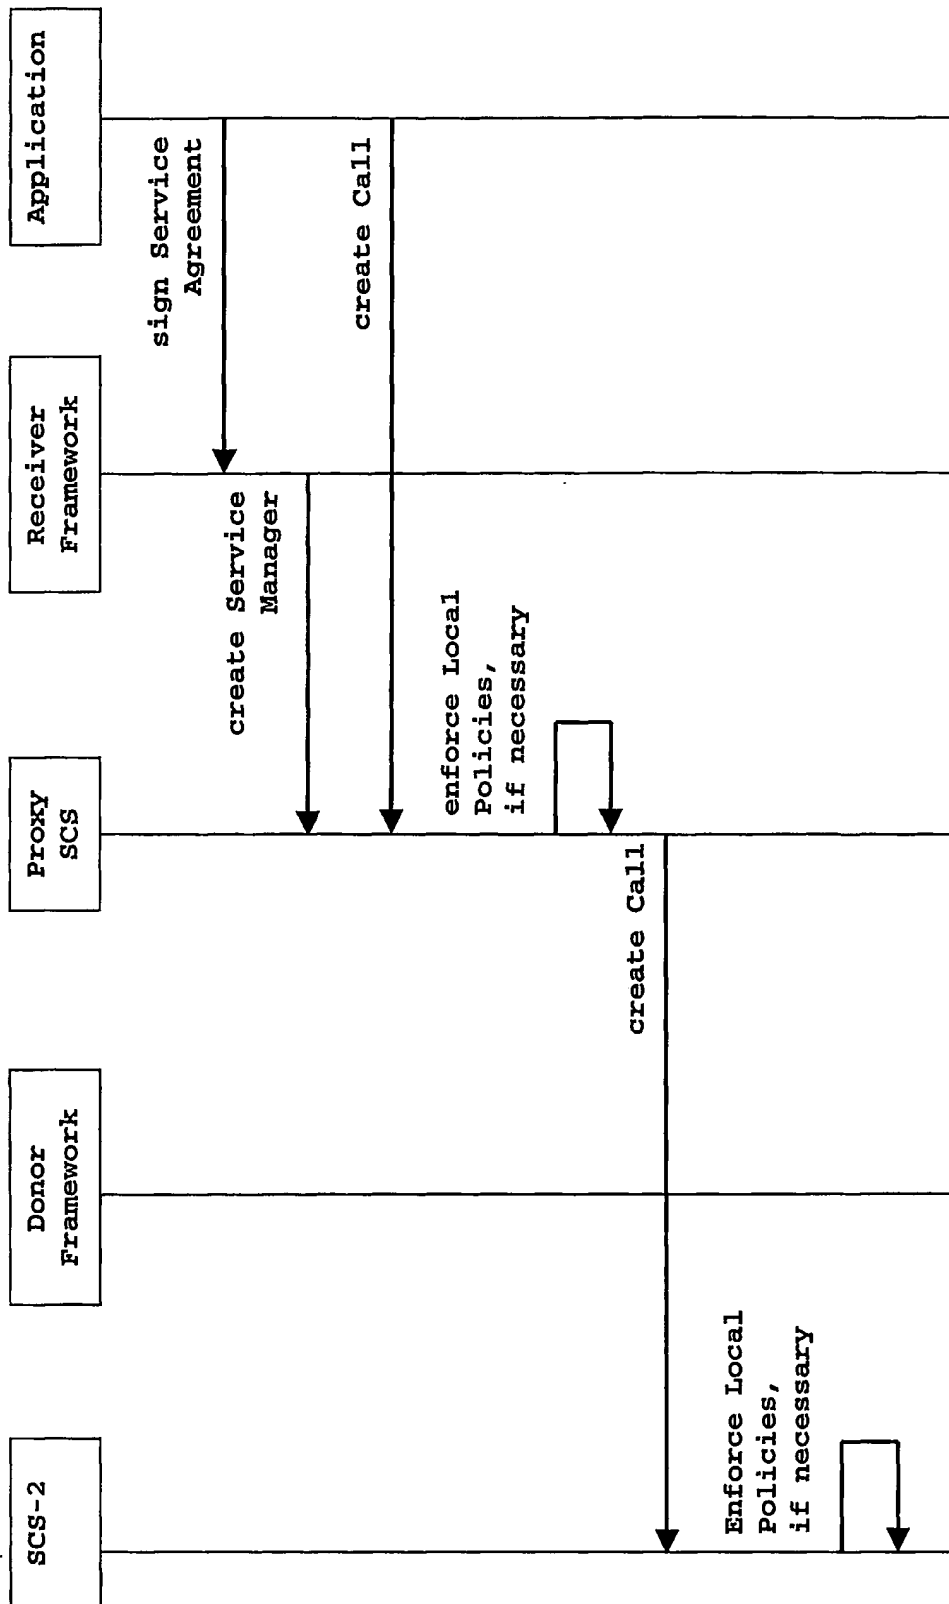 SCS-2
Donor
Framework
Proxy
SCS
Receiver
Framework
Application
sign Service
Agreement
create Service
Manager
create Call
enforce Local
Policies,
if necessary
create Call
Enforce Local
Policies,
if necessary